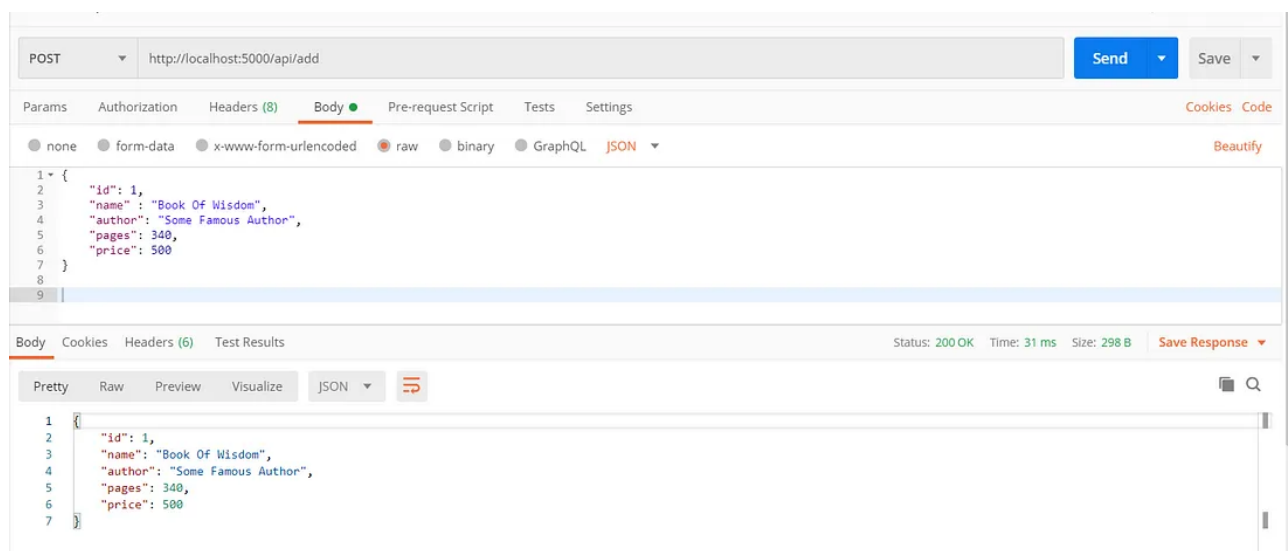 POST http://localhost:5000/api/add Send Save
Params Authorization Headers (8) Body Pre-request Script Tests Settings Cookies Code
none form-data x-www-form-urlencoded raw binary GraphQL JSON Beautify
1 {
2 "id": 1,
3 "name" : "Book Of Wisdom",
4 "author": "Some Famous Author",
5 "pages": 340,
6 "price": 500
7 }
8
9
Body Cookies Headers (6) Test Results Status: 200 OK Time: 31 ms Size: 298 B Save Response
Pretty Raw Preview Visualize JSON
1 {
2 "id": 1,
3 "name": "Book Of Wisdom",
4 "author": "Some Famous Author",
5 "pages": 340,
6 "price": 500
7 }